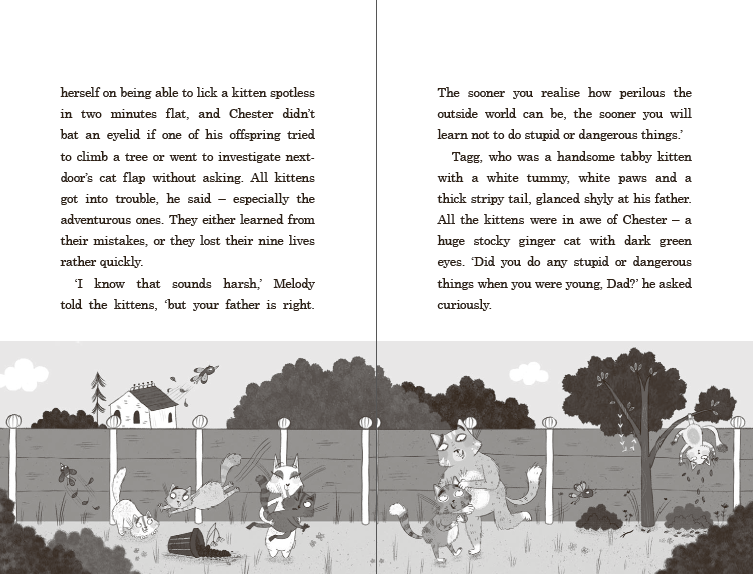 herself on being able to lick a kitten spotless
in two minutes flat, and Chester didn't
bat an eyelid if one of his offspring tried
to climb a tree or went to investigate next-
door's cat flap without asking. All kittens
got into trouble, he said – especially the
adventurous ones. They either learned from
their mistakes, or they lost their nine lives
rather quickly.
'I know that sounds harsh,' Melody
told the kittens, 'but your father is right.
The sooner you realise how perilous the
outside world can be, the sooner you will
learn not to do stupid or dangerous things.'
Tagg, who was a handsome tabby kitten
with a white tummy, white paws and a
thick stripy tail, glanced shyly at his father.
All the kittens were in awe of Chester – a
huge stocky ginger cat with dark green
eyes. 'Did you do any stupid or dangerous
things when you were young, Dad?' he asked
curiously.